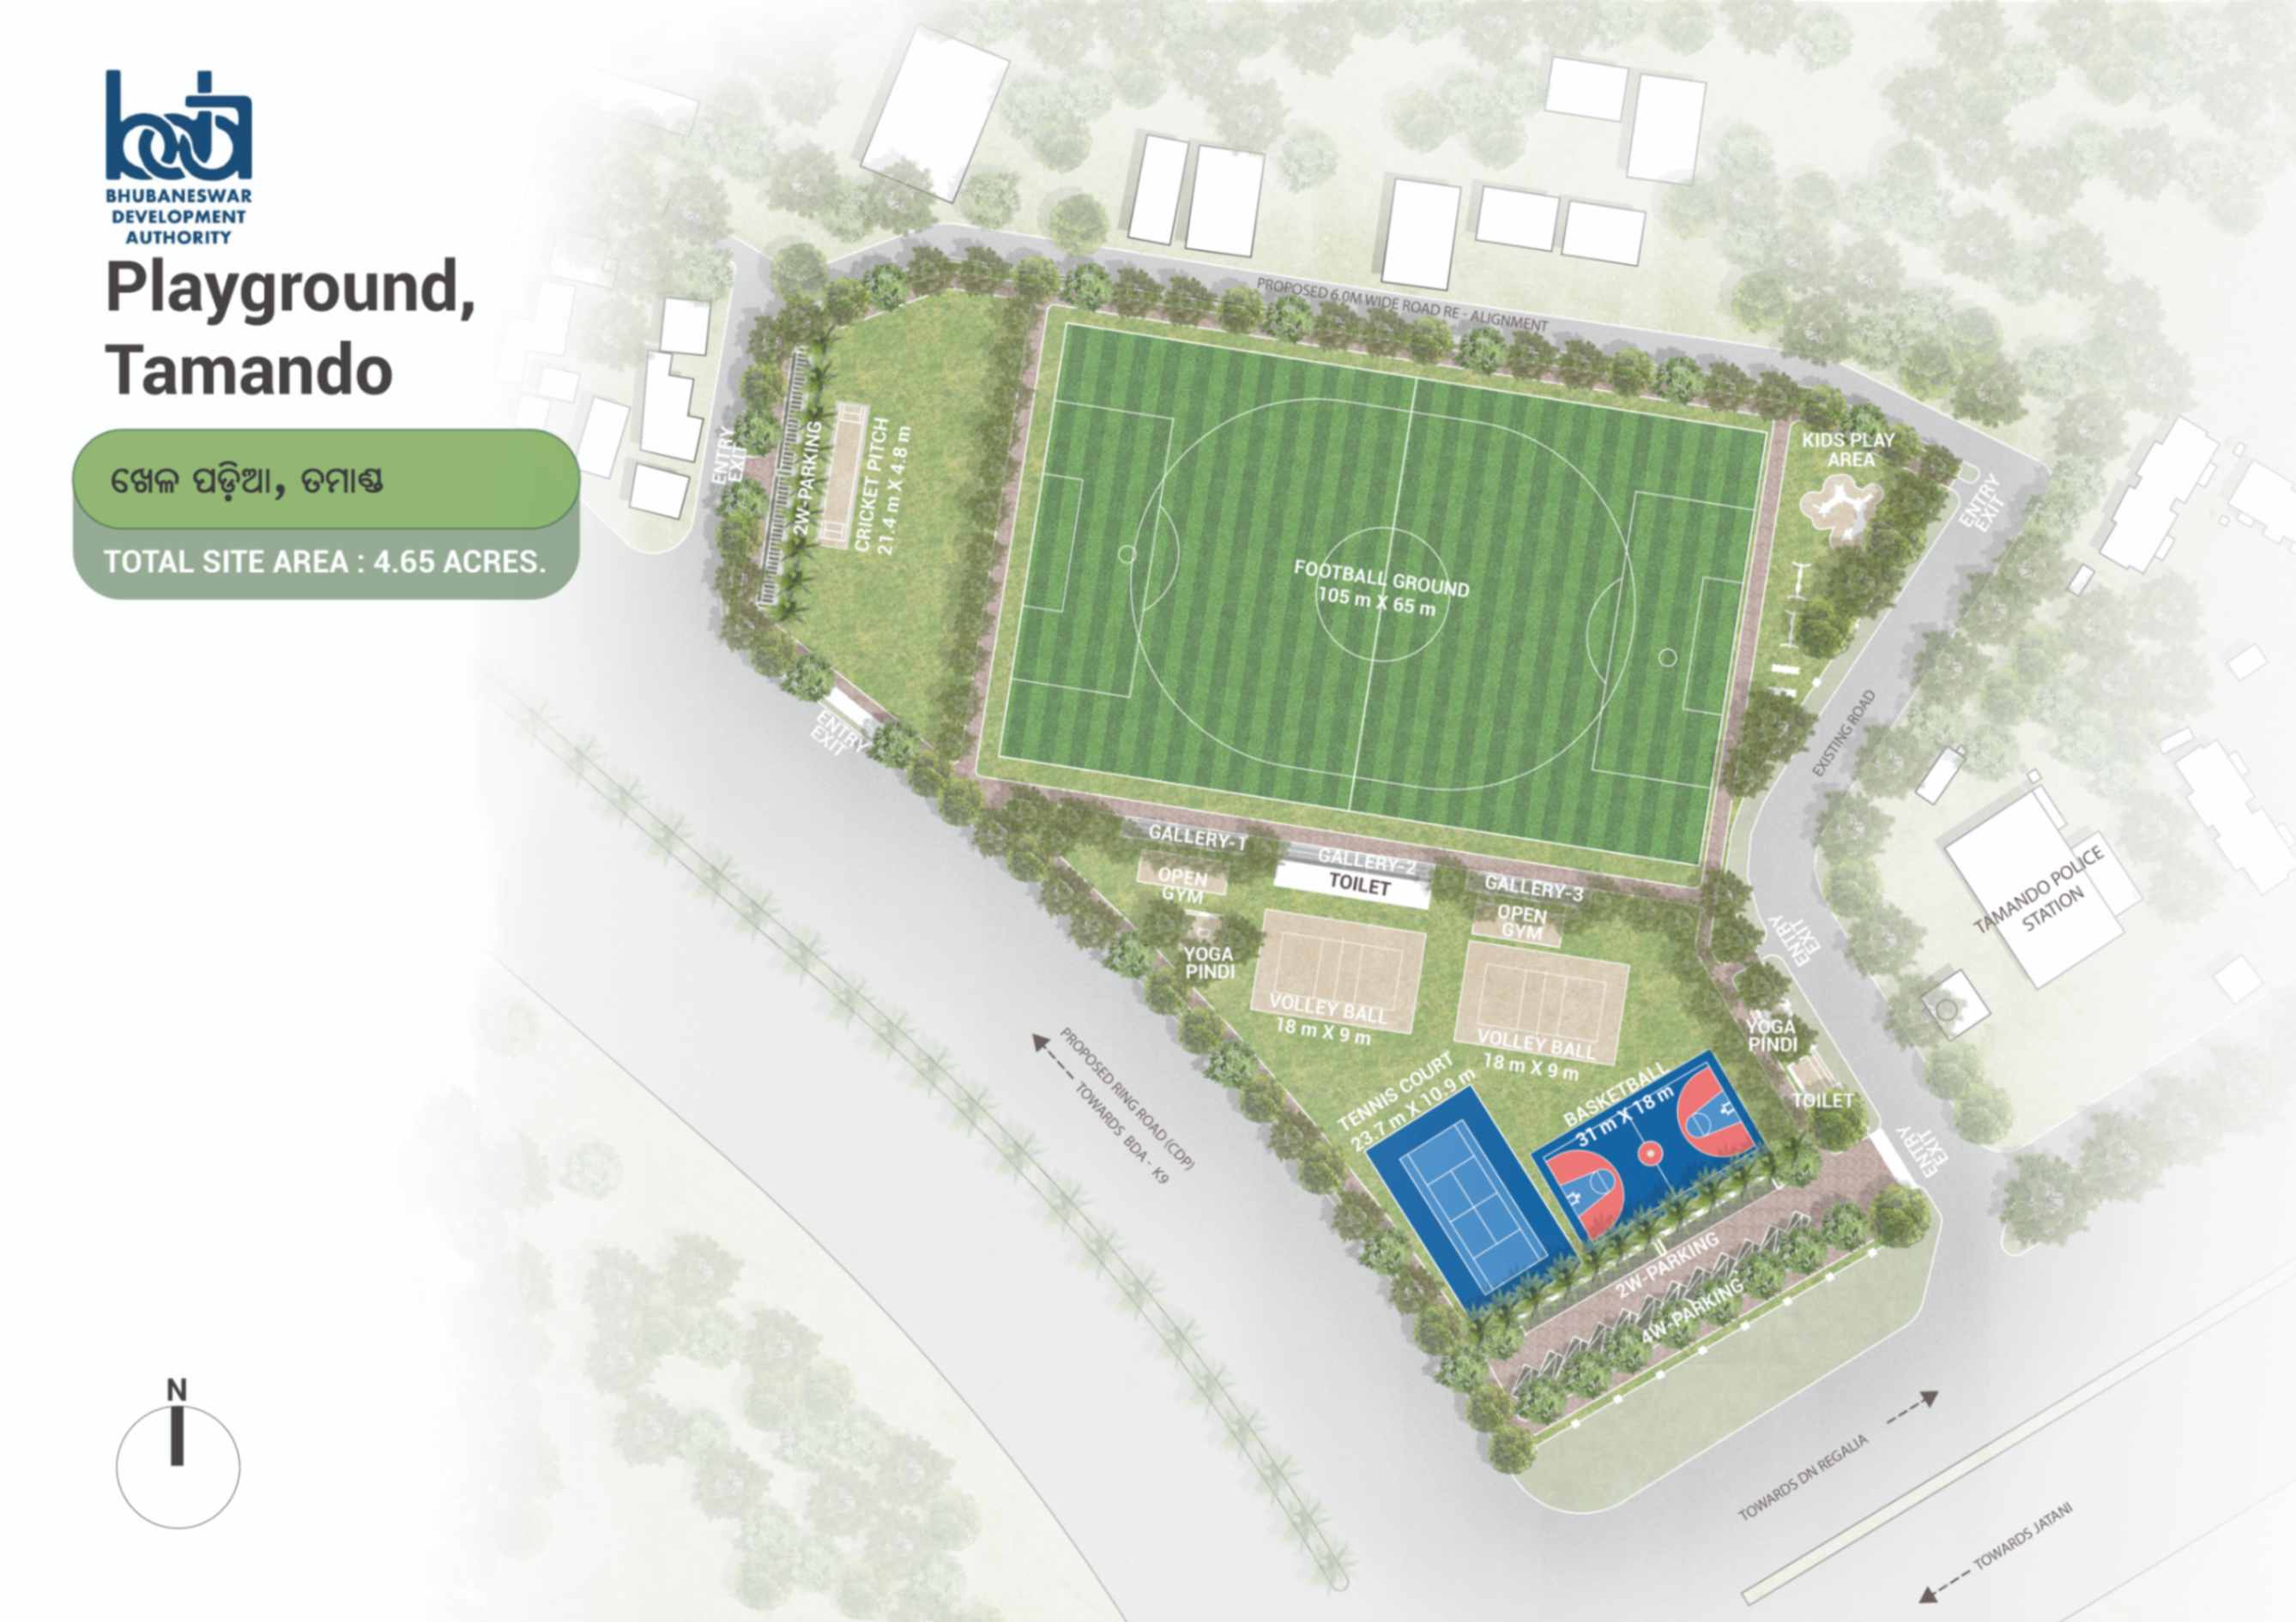 bda
BHUBANESWAR
DEVELOPMENT
AUTHORITY
Playground,
Tamando
ଖେଳ ପଡ଼ିଆ, ତମାଣ୍ଡ
TOTAL SITE AREA : 4.65 ACRES.
PROPOSED 6.0M WIDE ROAD RE - ALIGNMENT
ENTRY
EXIT
2W-PARKING
CRICKET PITCH
21.4 m X 4.8 m
FOOTBALL GROUND
105 m X 65 m
KIDS PLAY
AREA
ENTRY
EXIT
ENTRY
EXIT
EXISTING ROAD
GALLERY-1
OPEN
GYM
GALLERY-2
TOILET
GALLERY-3
OPEN
GYM
TAMANDO POLICE
STATION
ENTRY
EXIT
YOGA
PINDI
VOLLEY BALL
18 m X 9 m
VOLLEY BALL
18 m X 9 m
YOGA
PINDI
TOILET
TENNIS COURT
23.7 m X 10.9 m
BASKETBALL
31 m X 18 m
ENTRY
EXIT
PROPOSED RING ROAD (CDP)
TOWARDS BDA - K9
2W-PARKING
4W-PARKING
N
TOWARDS DN REGALIA
TOWARDS JATANI